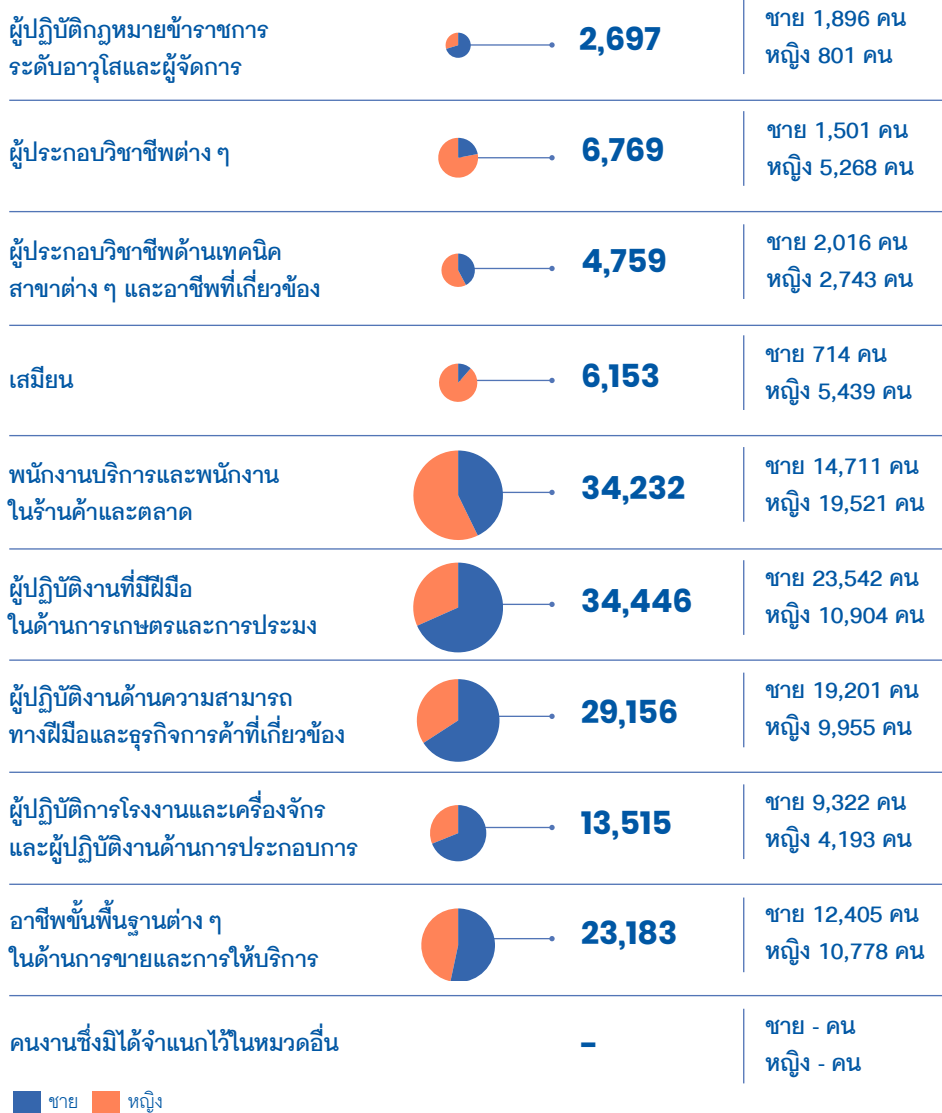 ผู้ปฏิบัติกฎหมายข้าราชการ
ระดับอาวุโสและผู้จัดการ
2,697
ชาย 1,896 คน
หญิง 801 คน
ผู้ประกอบวิชาชีพต่าง ๆ
6,769
ชาย 1,501 คน
หญิง 5,268 คน
ผู้ประกอบวิชาชีพด้านเทคนิค
สาขาต่าง ๆ และอาชีพที่เกี่ยวข้อง
4,759
ชาย 2,016 คน
หญิง 2,743 คน
เสมียน
6,153
ชาย 714 คน
หญิง 5,439 คน
พนักงานบริการและพนักงาน
ในร้านค้าและตลาด
34,232
ชาย 14,711 คน
หญิง 19,521 คน
ผู้ปฏิบัติงานที่มีฝีมือ
ในด้านการเกษตรและการประมง
34,446
ชาย 23,542 คน
หญิง 10,904 คน
ผู้ปฏิบัติงานด้านความสามารถ
ทางฝีมือและธุรกิจการค้าที่เกี่ยวข้อง
29,156
ชาย 19,201 คน
หญิง 9,955 คน
ผู้ปฏิบัติการโรงงานและเครื่องจักร
และผู้ปฏิบัติงานด้านการประกอบการ
13,515
ชาย 9,322 คน
หญิง 4,193 คน
อาชีพขั้นพื้นฐานต่าง ๆ
ในด้านการขายและการให้บริการ
23,183
ชาย 12,405 คน
หญิง 10,778 คน
คนงานซึ่งมิได้จำแนกไว้ในหมวดอื่น
–
ชาย - คน
หญิง - คน
ชาย หญิง